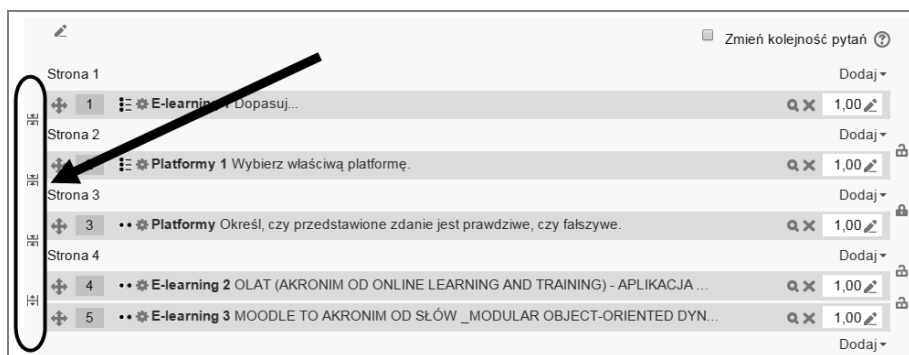 Zmień kolejność pytań ?
Strona 1
Dodaj
1 E-learning 1 Dopasuj... 1,00
Strona 2
Dodaj
Platformy 1 Wybierz właściwą platformę. 1,00
Strona 3
Dodaj
3 Platformy Określ, czy przedstawione zdanie jest prawdziwe, czy fałszywe. 1,00
Strona 4
Dodaj
4 E-learning 2 OLAT (AKRONIM OD ONLINE LEARNING AND TRAINING) - APLIKACJA ... 1,00
5 E-learning 3 MOODLE TO AKRONIM OD SŁÓW _MODULAR OBJECT-ORIENTED DYN... 1,00
Dodaj